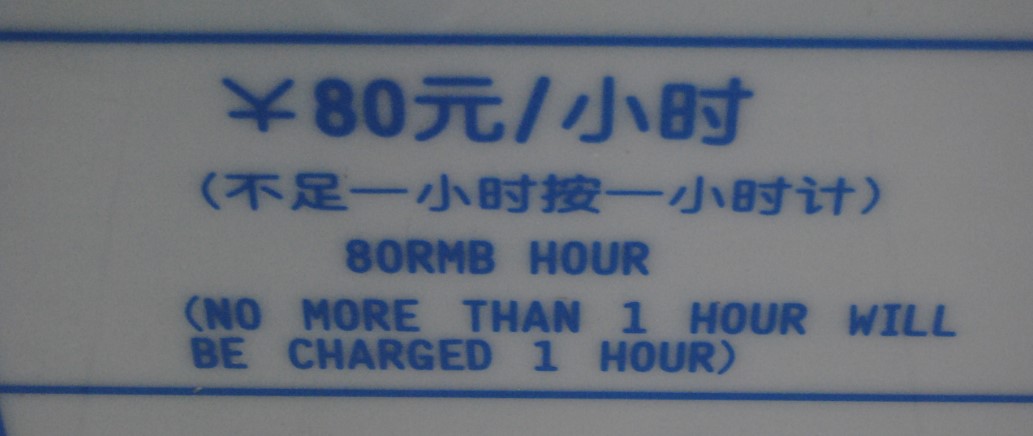 ￥80元/小时
(不足一小时按一小时计)
80RMB HOUR
(NO MORE THAN 1 HOUR WILL
BE CHARGED 1 HOUR)